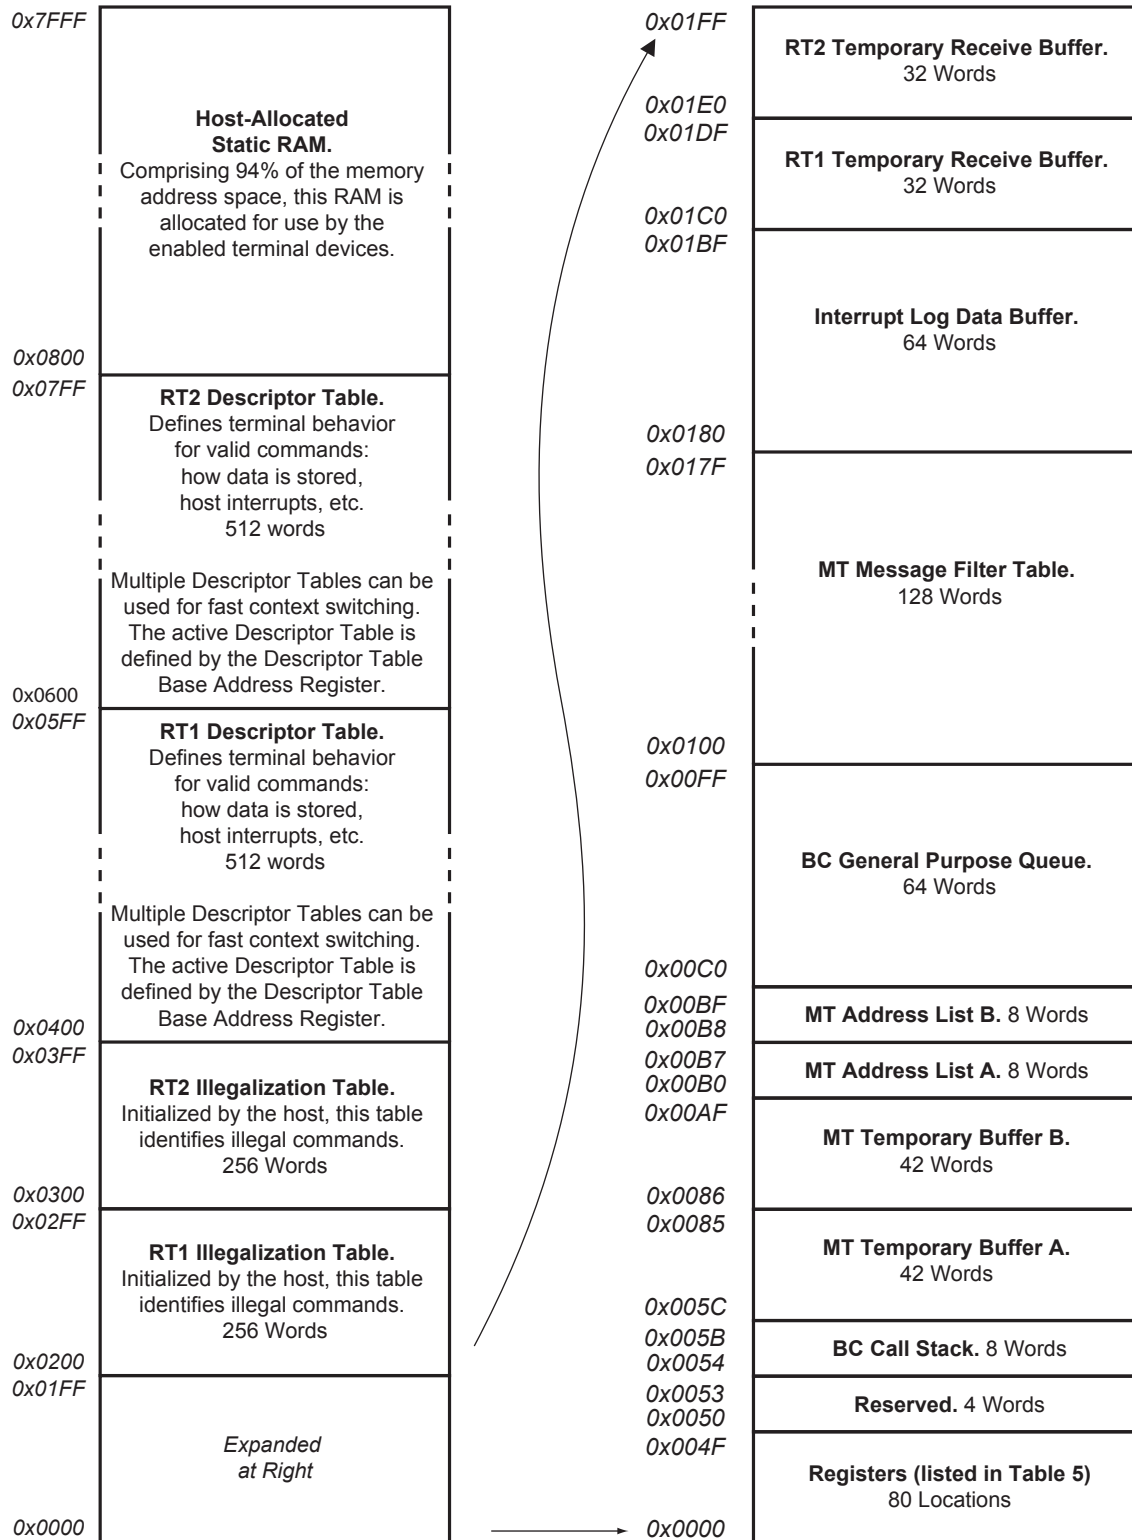 0x7FFF
Host-Allocated
Static RAM.
Comprising 94% of the memory
address space, this RAM is
allocated for use by the
enabled terminal devices.
0x0800
0x07FF
RT2 Descriptor Table.
Defines terminal behavior
for valid commands:
how data is stored,
host interrupts, etc.
512 words
Multiple Descriptor Tables can be
used for fast context switching.
The active Descriptor Table is
defined by the Descriptor Table
Base Address Register.
0x0600
0x05FF
RT1 Descriptor Table.
Defines terminal behavior
for valid commands:
how data is stored,
host interrupts, etc.
512 words
Multiple Descriptor Tables can be
used for fast context switching.
The active Descriptor Table is
defined by the Descriptor Table
Base Address Register.
0x0400
0x03FF
RT2 Illegalization Table.
Initialized by the host, this table
identifies illegal commands.
256 Words
0x0300
0x02FF
RT1 Illegalization Table.
Initialized by the host, this table
identifies illegal commands.
256 Words
0x0200
0x01FF
Expanded
at Right
0x0000
0x01FF
RT2 Temporary Receive Buffer.
32 Words
0x01E0
0x01DF
RT1 Temporary Receive Buffer.
32 Words
0x01C0
0x01BF
Interrupt Log Data Buffer.
64 Words
0x0180
0x017F
MT Message Filter Table.
128 Words
0x0100
0x00FF
BC General Purpose Queue.
64 Words
0x00C0
0x00BF
MT Address List B. 8 Words
0x00B8
0x00B7
MT Address List A. 8 Words
0x00B0
0x00AF
MT Temporary Buffer B.
42 Words
0x0086
0x0085
MT Temporary Buffer A.
42 Words
0x005C
0x005B
BC Call Stack. 8 Words
0x0054
0x0053
Reserved. 4 Words
0x0050
0x004F
Registers (listed in Table 5)
80 Locations
0x0000